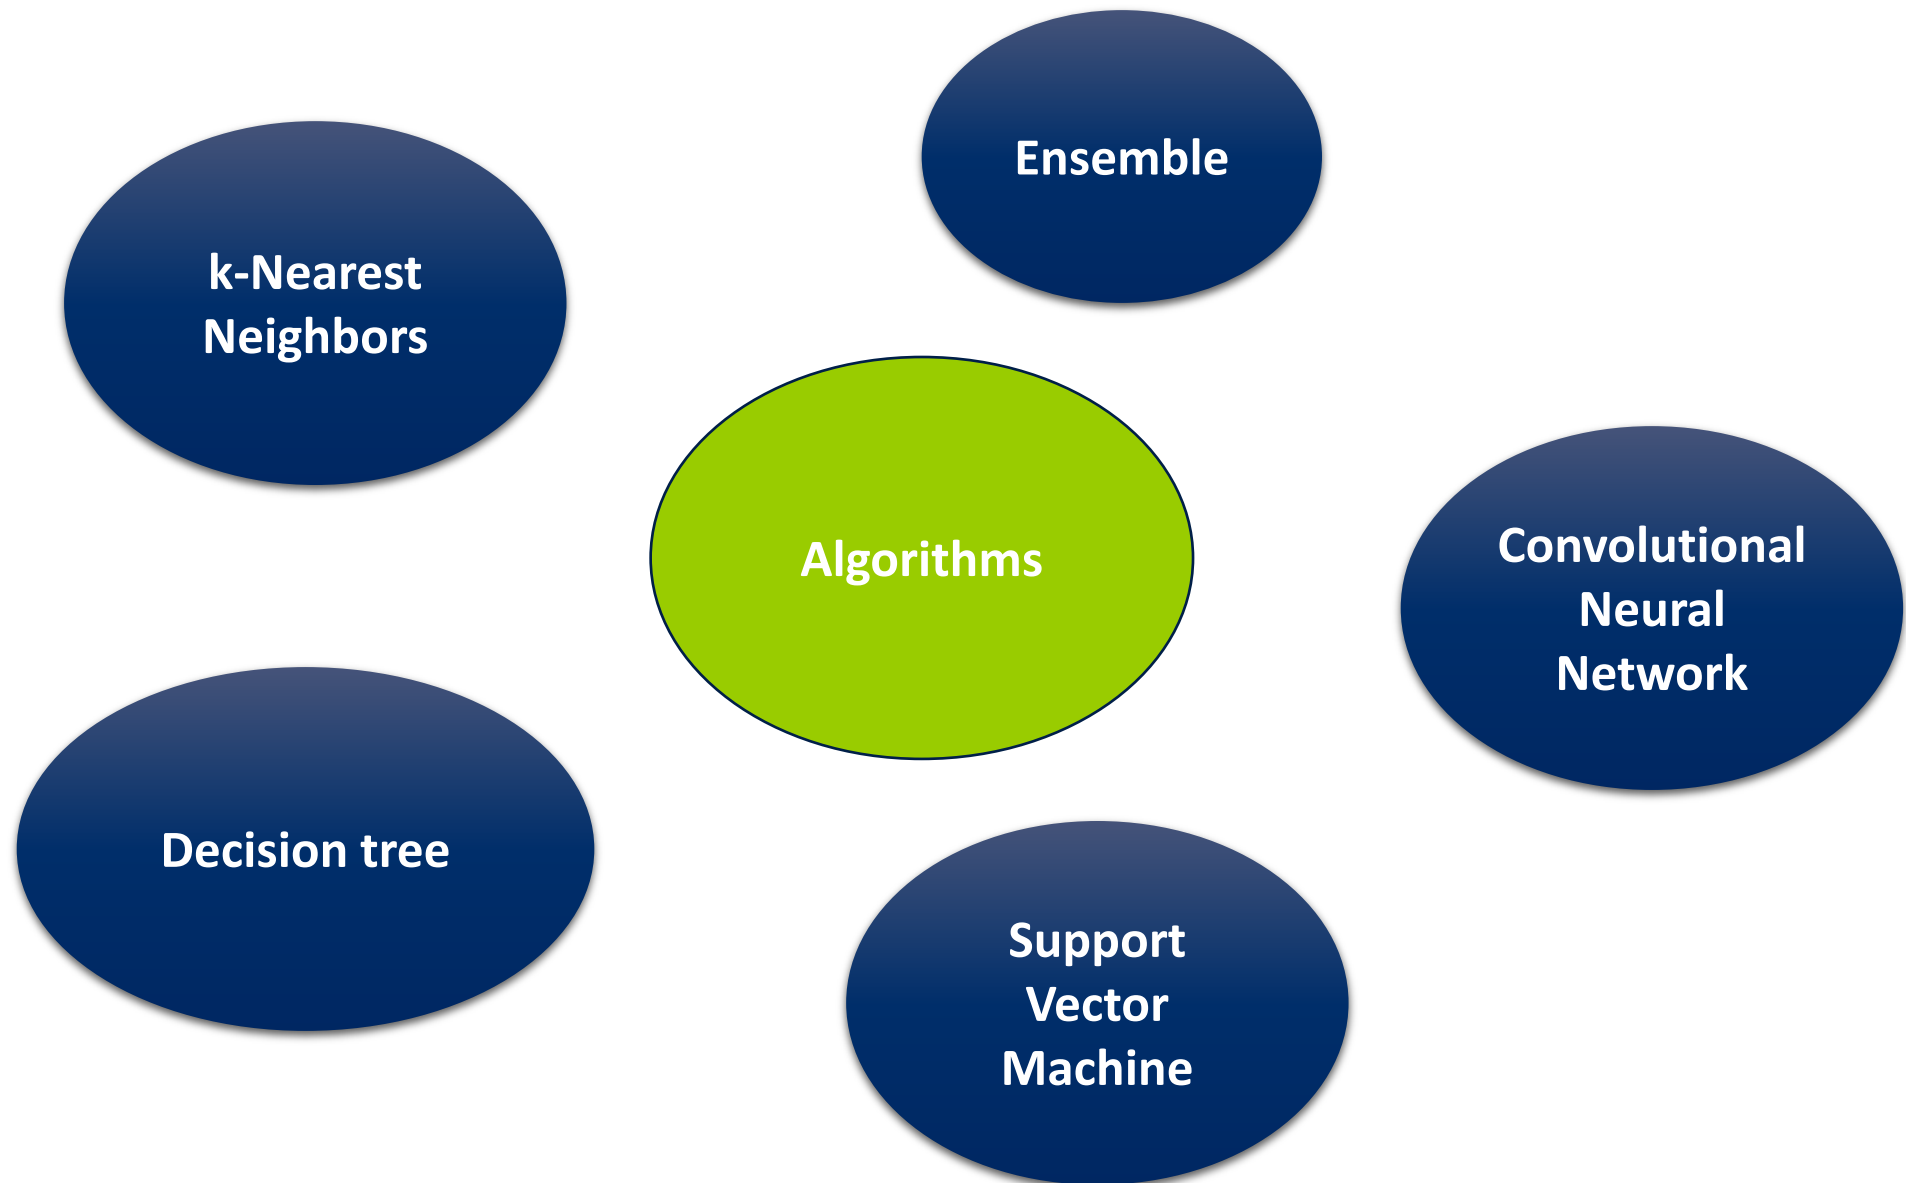 Ensemble
k-Nearest
Neighbors
Algorithms
Convolutional
Neural
Network
Decision tree
Support
Vector
Machine